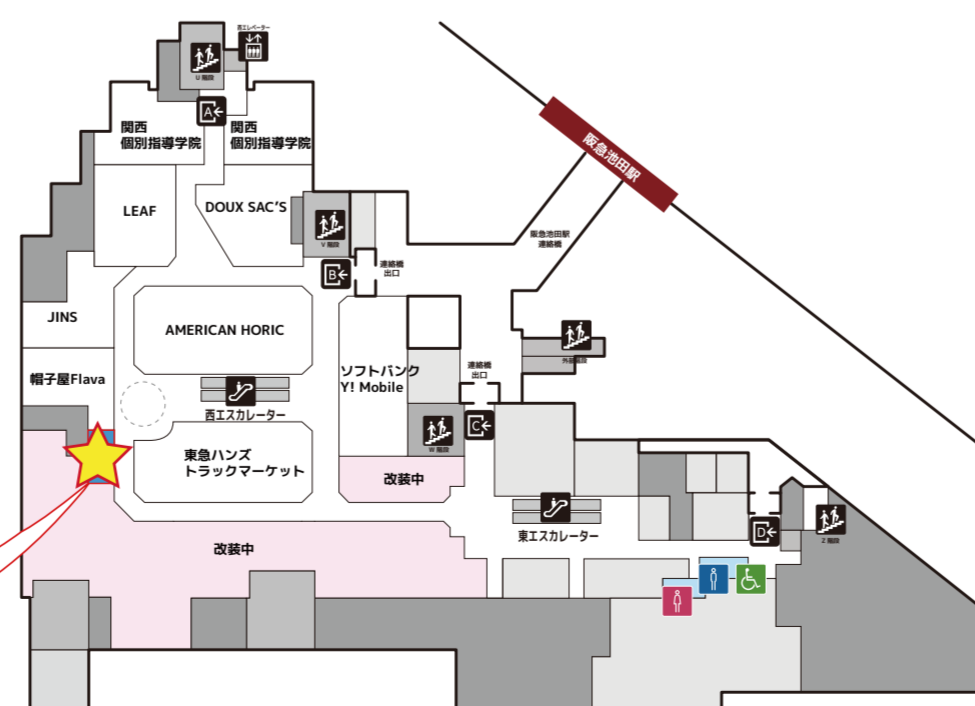 西エレベーター
U 階段
A
関西
個別指導学院
関西
個別指導学院
阪急池田駅
LEAF
DOUX SAC'S
V 階段
阪急池田駅
連絡橋
B
連絡橋
出口
JINS
AMERICAN HORIC
外部階段
帽子屋Flava
ソフトバンク
Y! Mobile
連絡橋
出口
西エスカレーター
C
W 階段
東急ハンズ
トラックマーケット
改装中
東エスカレーター
D
Z 階段
改装中